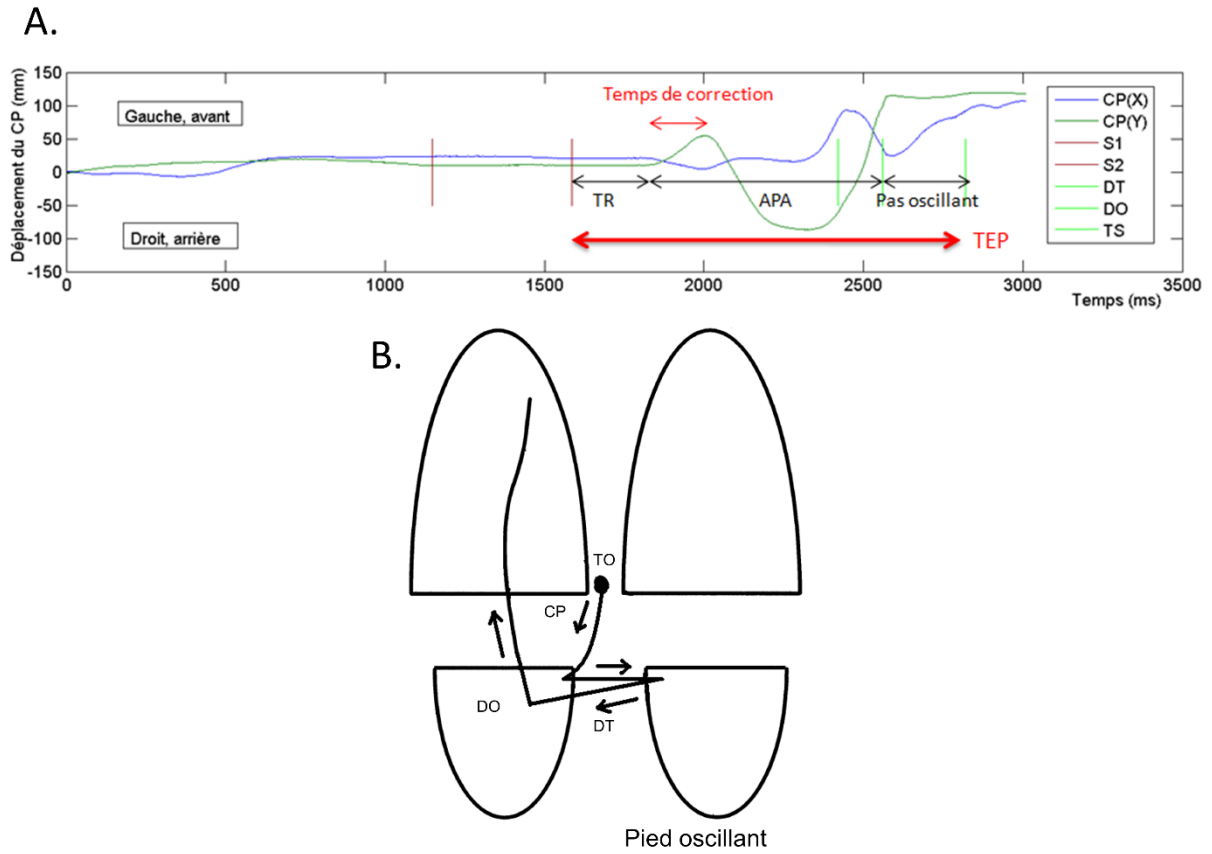 A.
Déplacement du CP (mm)
150
100
50
0
-50
-100
-150
Gauche, avant
Droit, arrière
Temps de correction
TR
APA
Pas oscillant
TEP
CP(X)
CP(Y)
S1
S2
DT
DO
TS
0
500
1000
1500
2000
2500
3000
3500
Temps (ms)
B.
TO
CP
DO
DT
Pied oscillant